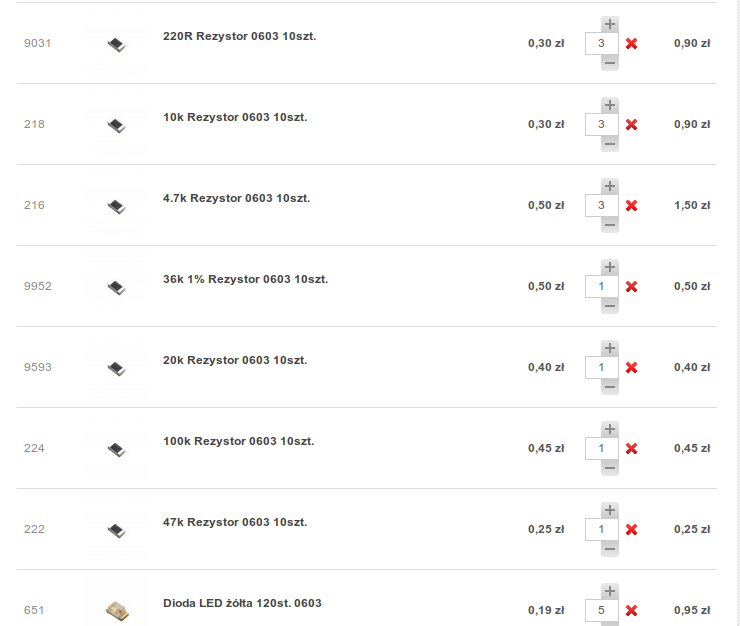 9031 220R Rezystor 0603 10szt. 0,30 zł 3 0,90 zł
218 10k Rezystor 0603 10szt. 0,30 zł 3 0,90 zł
216 4.7k Rezystor 0603 10szt. 0,50 zł 3 1,50 zł
9952 36k 1% Rezystor 0603 10szt. 0,50 zł 1 0,50 zł
9593 20k Rezystor 0603 10szt. 0,40 zł 1 0,40 zł
224 100k Rezystor 0603 10szt. 0,45 zł 1 0,45 zł
222 47k Rezystor 0603 10szt. 0,25 zł 1 0,25 zł
651 Dioda LED żółta 120st. 0603 0,19 zł 5 0,95 zł